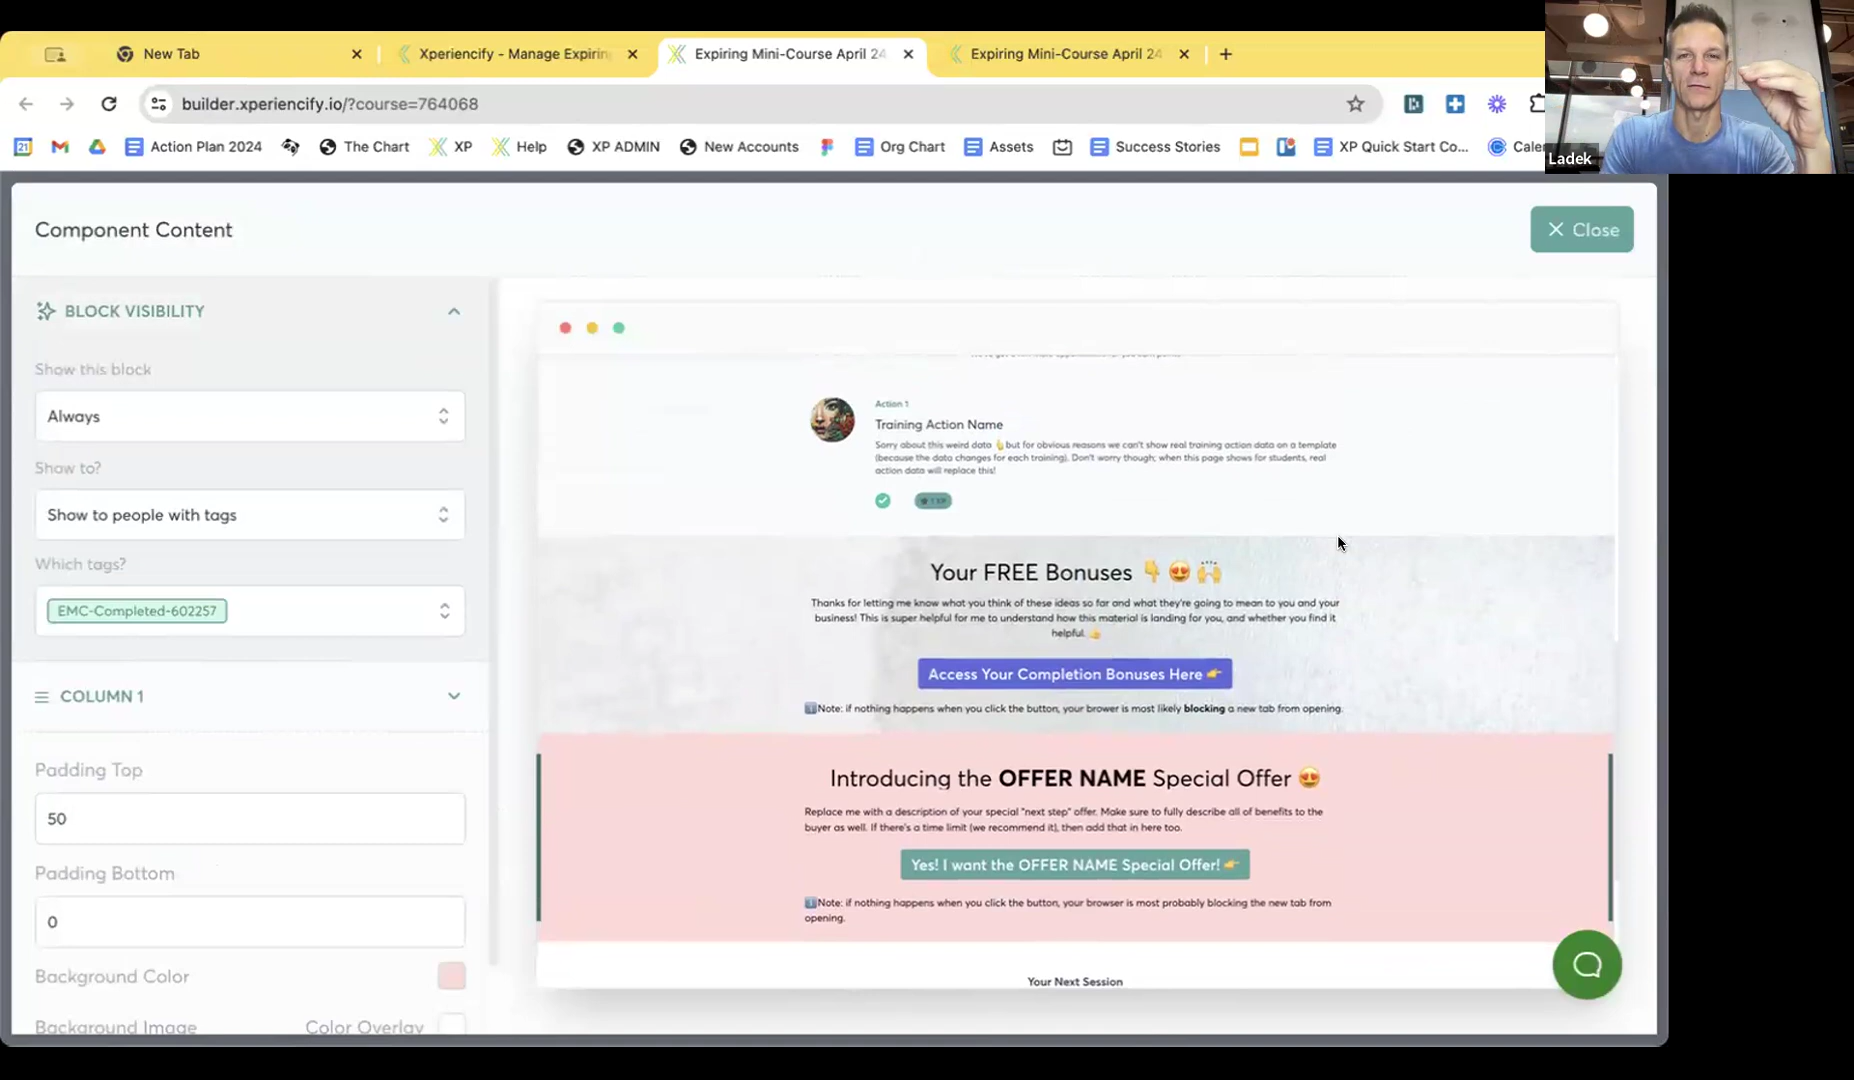 New Tab
Xperiencify - Manage Expirin
Expiring Mini-Course April 24
Expiring Mini-Course April 24
builder.xperiencify.io/?course=764068
21
Action Plan 2024
The Chart
XP
Help
XP ADMIN
New Accounts
Org Chart
Assets
Success Stories
XP Quick Start Co...
Caler
Ladek
Component Content
Close
BLOCK VISIBILITY
Show this block
Always
Show to?
Show to people with tags
Which tags?
EMC-Completed-602257
COLUMN 1
Padding Top
50
Padding Bottom
0
Background Color
Background Image
Color Overlay
Action 1
Training Action Name
Sorry about this weird data 👆 but for obvious reasons we can't show real training action data on a template
(because the data changes for each training). Don't worry though; when this page shows for students, real
action data will replace this!
Your FREE Bonuses 👇😍🙌
Thanks for letting me know what you think of these ideas so far and what they're going to mean to you and your
business! This is super helpful for me to understand how this material is landing for you, and whether you find it
helpful. 👍
Access Your Completion Bonuses Here 👉
ℹ️Note: if nothing happens when you click the button, your brower is most likely blocking a new tab from opening.
Introducing the OFFER NAME Special Offer 😍
Replace me with a description of your special "next step" offer. Make sure to fully describe all of benefits to the
buyer as well. If there's a time limit (we recommend it), then add that in here too.
Yes! I want the OFFER NAME Special Offer! 👉
ℹ️Note: if nothing happens when you click the button, your browser is most probably blocking the new tab from
opening.
Your Next Session